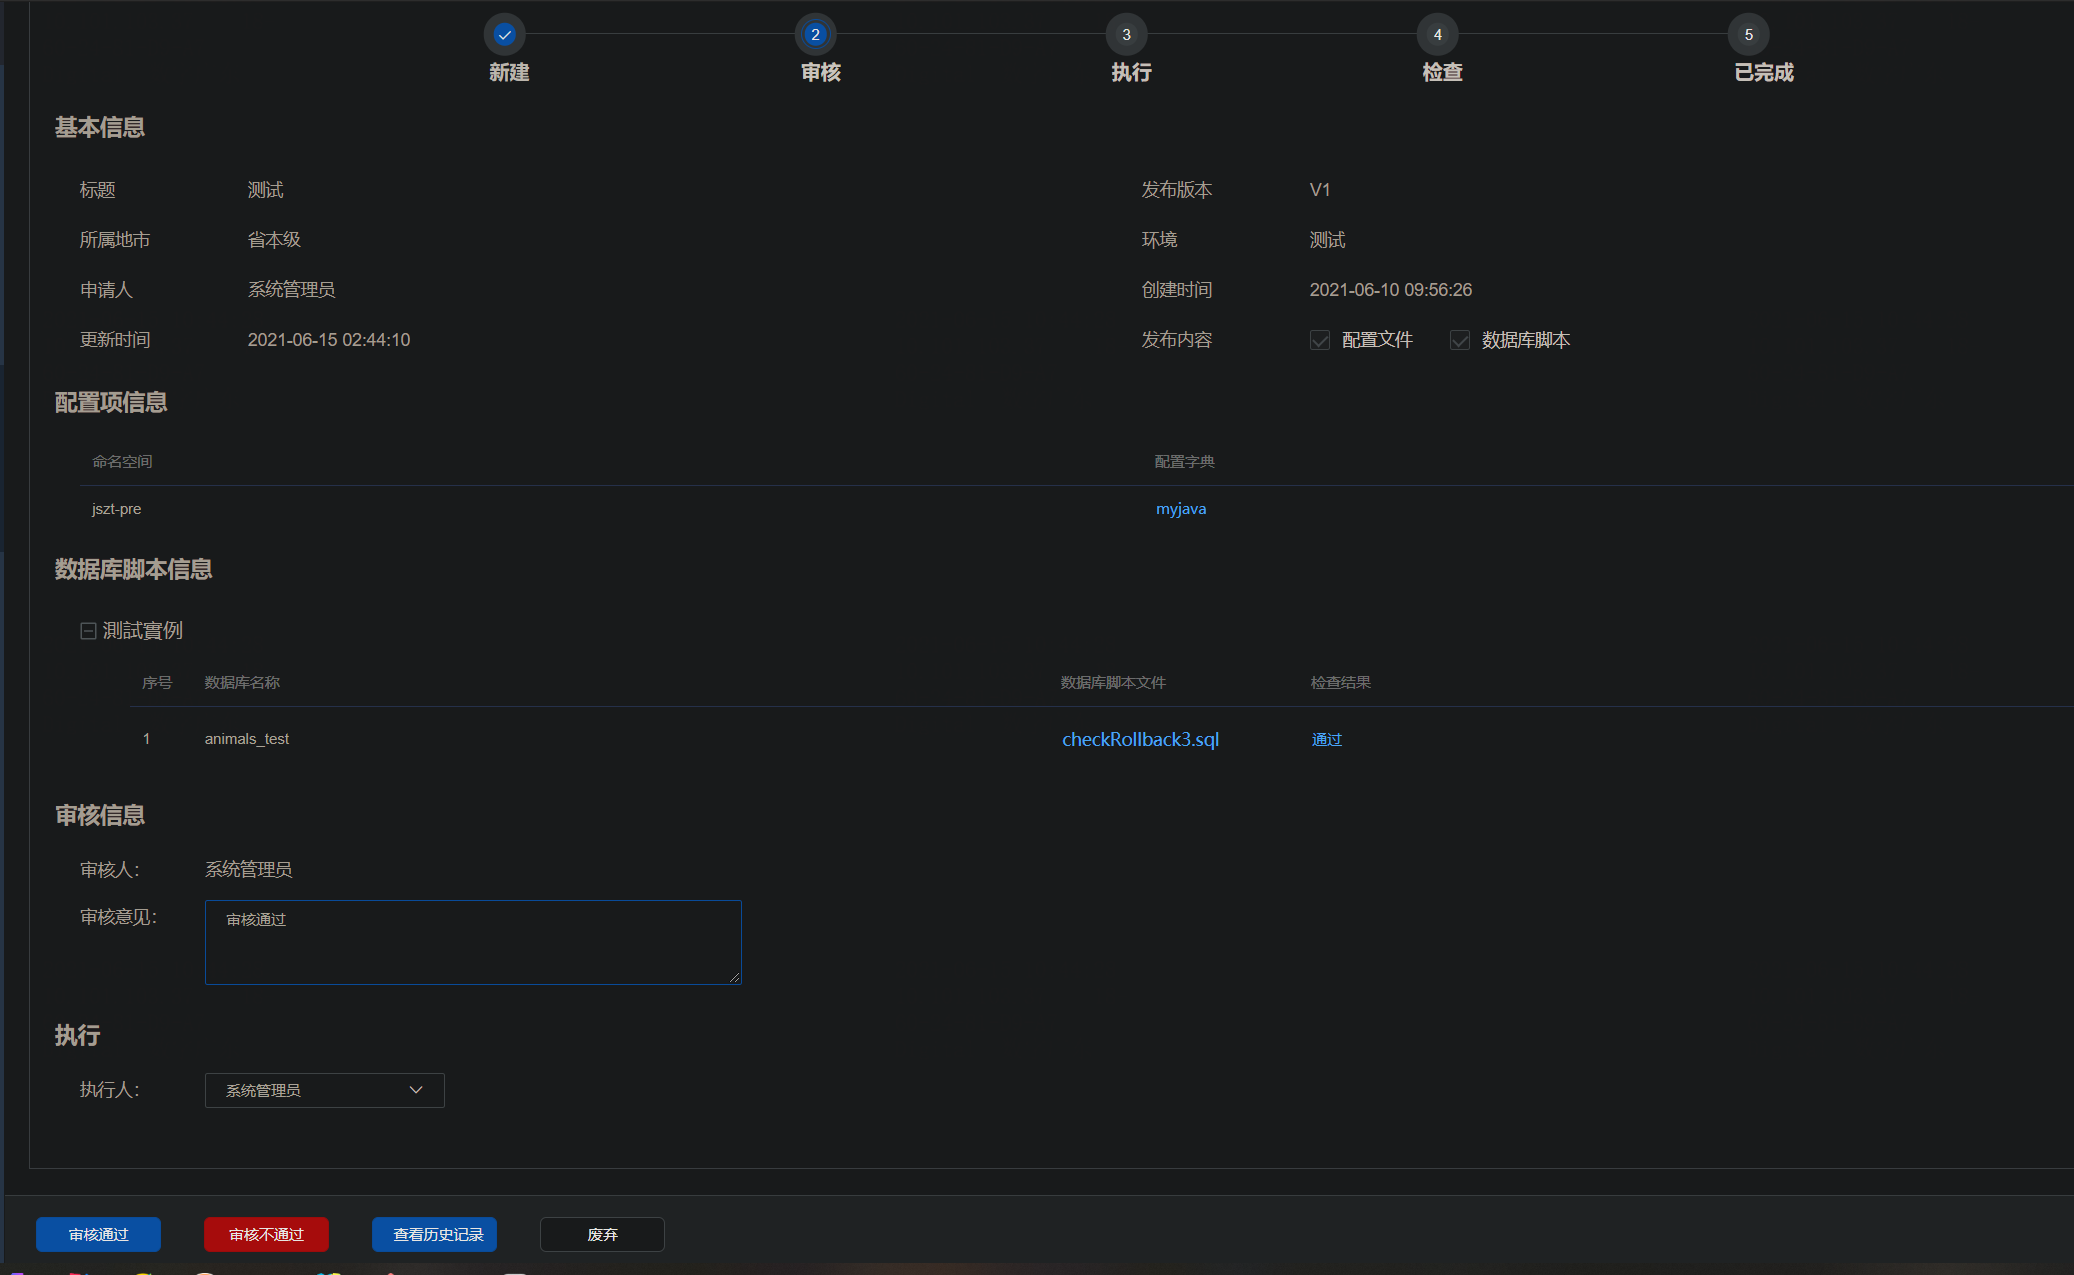 2 3 4 5
新建 审核 执行 检查 已完成
基本信息
标题 测试 发布版本 V1
所属地市 省本级 环境 测试
申请人 系统管理员 创建时间 2021-06-10 09:56:26
更新时间 2021-06-15 02:44:10 发布内容 配置文件 数据库脚本
配置项信息
命名空间 配置字典
jszt-pre myjava
数据库脚本信息
測試實例
序号 数据库名称 数据库脚本文件 检查结果
1 animals_test checkRollback3.sql 通过
审核信息
审核人: 系统管理员
审核意见: 审核通过
执行
执行人: 系统管理员
审核通过 审核不通过 查看历史记录 废弃